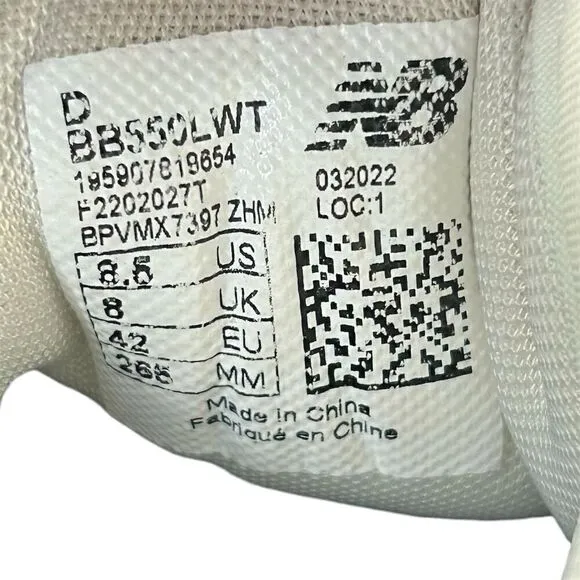 D
BB550LWT
195907819654
F2202027T
BPVMX7397 ZHM
8.5 US
8 UK
42 EU
265 MM
032022
LOC:1
Made in China
Fabriqué en Chine